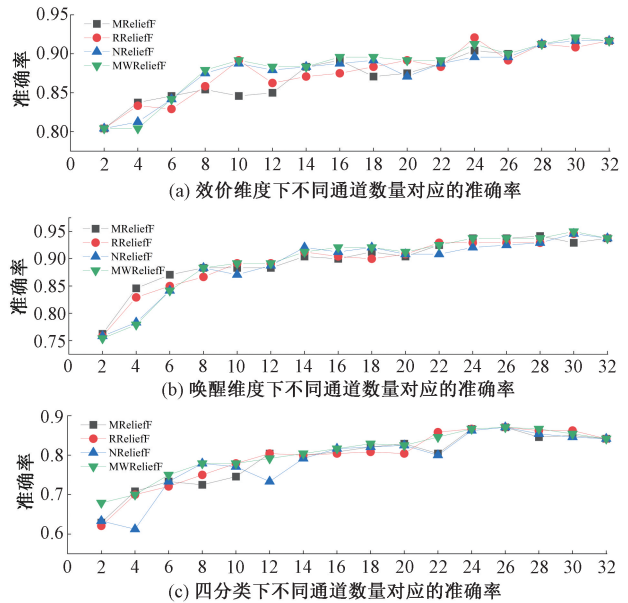 准确率
0.95
0.90
0.85
0.80
MReliefF
RReliefF
NReliefF
MWReliefF
0 2 4 6 8 10 12 14 16 18 20 22 24 26 28 30 32
(a) 效价维度下不同通道数量对应的准确率
准确率
0.95
0.90
0.85
0.80
0.75
MReliefF
RReliefF
NReliefF
MWReliefF
0 2 4 6 8 10 12 14 16 18 20 22 24 26 28 30 32
(b) 唤醒维度下不同通道数量对应的准确率
准确率
0.9
0.8
0.7
0.6
MReliefF
RReliefF
NReliefF
MWReliefF
0 2 4 6 8 10 12 14 16 18 20 22 24 26 28 30 32
(c) 四分类下不同通道数量对应的准确率